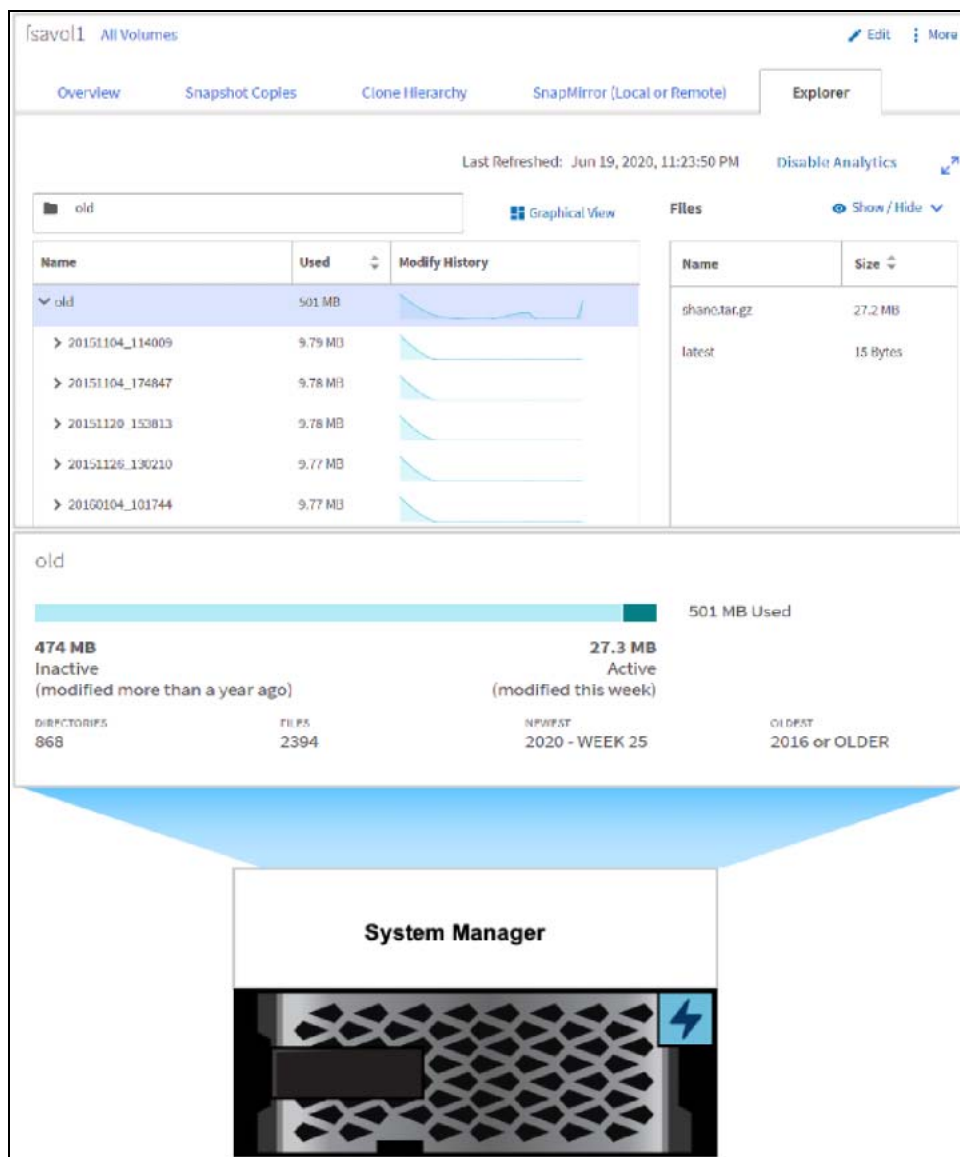 fsavol1 All Volumes Edit More
Overview Snapshot Copies Clone Hierarchy SnapMirror (Local or Remote) Explorer
Last Refreshed: Jun 19, 2020, 11:23:50 PM Disable Analytics
old Graphical View Files Show / Hide
Name Used Modify History Name Size
old 501 MB shane.tar.gz 27.2 MB
20151104_114009 9.79 MB latest 15 Bytes
20151104_174847 9.78 MB
20151120_153813 9.78 MB
20151126_130210 9.77 MB
20160104_101744 9.77 MB
old
501 MB Used
474 MB 27.3 MB
Inactive Active
(modified more than a year ago) (modified this week)
DIRECTORIES FILES NEWEST OLDEST
868 2394 2020 - WEEK 25 2016 or OLDER
System Manager